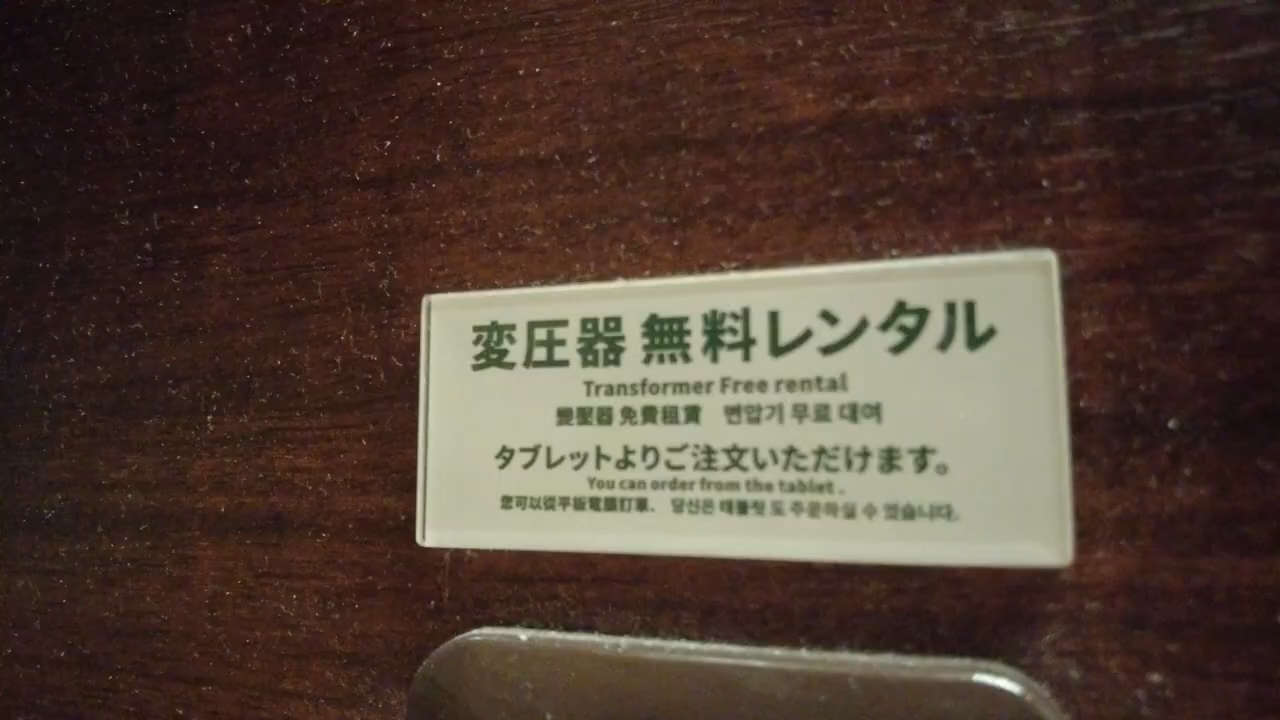 変圧器 無料レンタル
Transformer Free rental
變壓器 免費租賃 변압기 무료 대여
タブレットよりご注文いただけます。
You can order from the tablet .
您可以從平板電腦訂單、 당신은 태블릿 도 주문하실 수 있습니다.